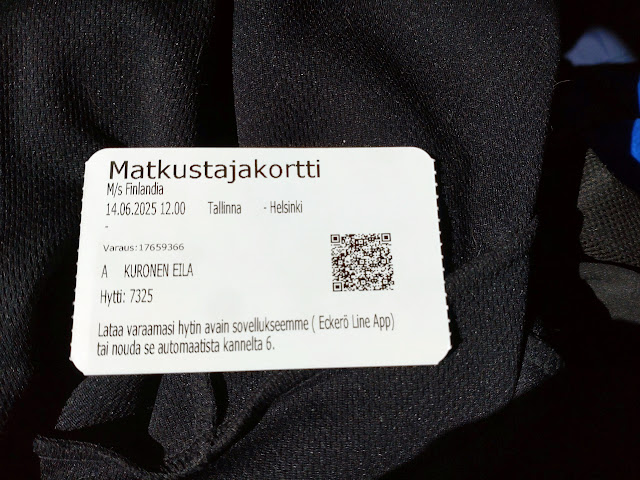 Matkustajakortti
M/s Finlandia
14.06.2025 12.00 Tallinna - Helsinki
-
Varaus:17659366
A KURONEN EILA
Hytti: 7325
Lataa varaamasi hytin avain sovellukseemme ( Eckerö Line App)
tai nouda se automaatista kannelta 6.